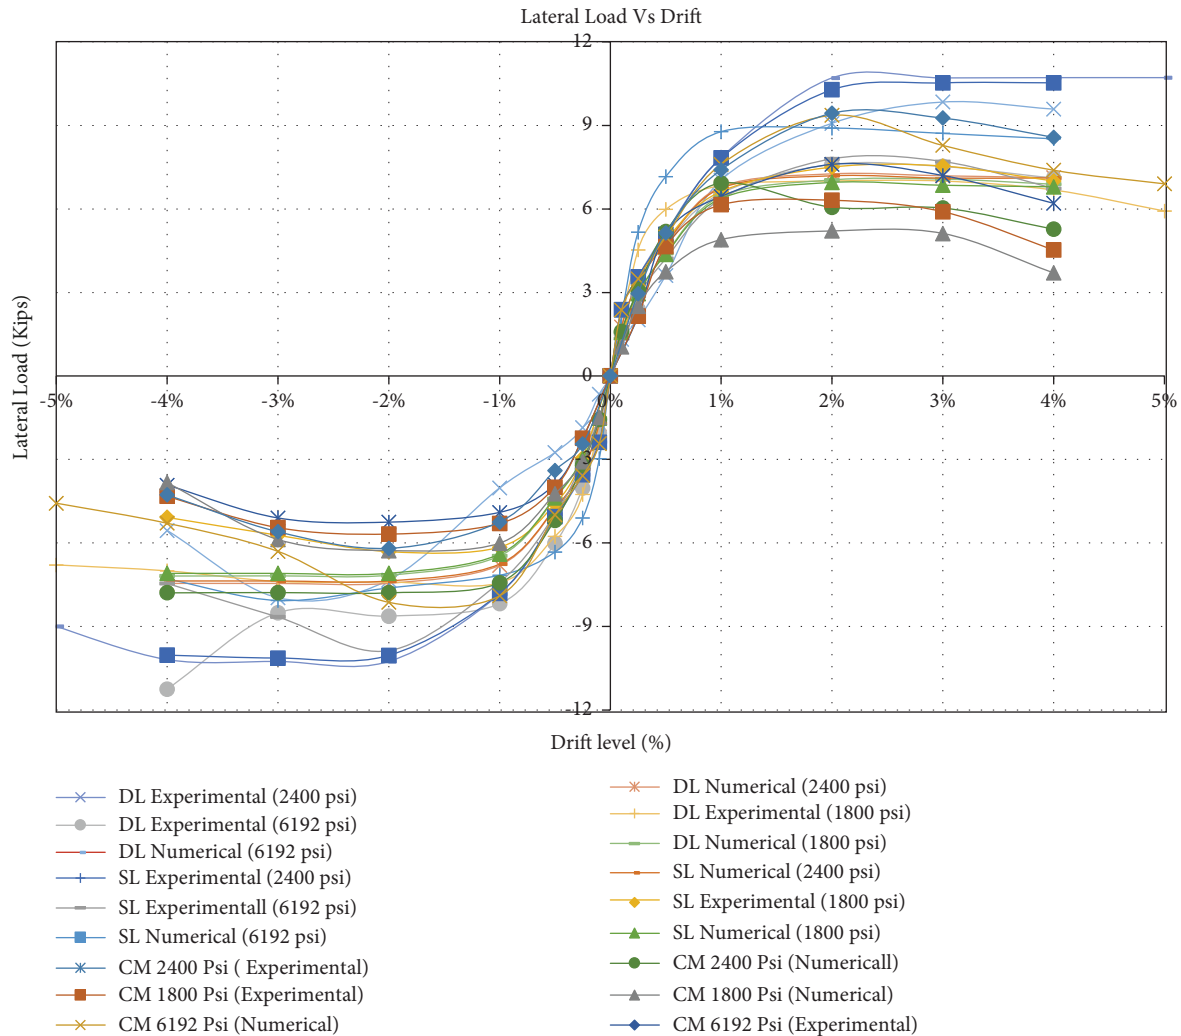 Lateral Load Vs Drift
12
9
6
3
0
-5%
-4%
-3%
-2%
-1%
0%
1%
2%
3%
4%
5%
-3
-6
-9
-12
Lateral Load (Kips)
Drift level (%)
DL Experimental (2400 psi)
DL Experimental (6192 psi)
DL Numerical (6192 psi)
SL Experimental (2400 psi)
SL Experimentall (6192 psi)
SL Numerical (6192 psi)
CM 2400 Psi ( Experimental)
CM 1800 Psi (Experimental)
CM 6192 Psi (Numerical)
DL Numerical (2400 psi)
DL Experimental (1800 psi)
DL Numerical (1800 psi)
SL Numerical (2400 psi)
SL Experimental (1800 psi)
SL Numerical (1800 psi)
CM 2400 Psi (Numericall)
CM 1800 Psi (Numerical)
CM 6192 Psi (Experimental)